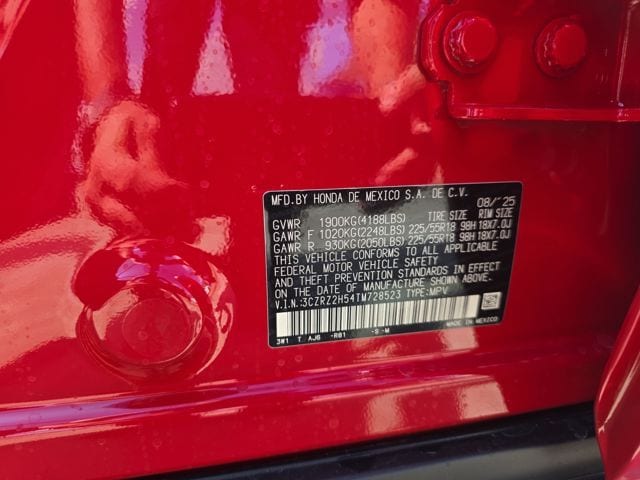 MFD.BY HONDA DE MEXICO S.A. DE C.V. 08/'25
GVWR 1900KG(4188LBS) TIRE SIZE RIM SIZE
GAWR F 1020KG(2248LBS) 225/55R18 98H 18X7.0J
GAWR R 930KG(2050LBS) 225/55R18 98H 18X7.0J
THIS VEHICLE CONFORMS TO ALL APPLICABLE
FEDERAL MOTOR VEHICLE SAFETY
AND THEFT PREVENTION STANDARDS IN EFFECT
ON THE DATE OF MANUFACTURE SHOWN ABOVE.
V.I.N.:3CZRZ2H54TM728523 TYPE:MPV
3W1 T AJ6 -R81 -S -M MADE IN MEXICO